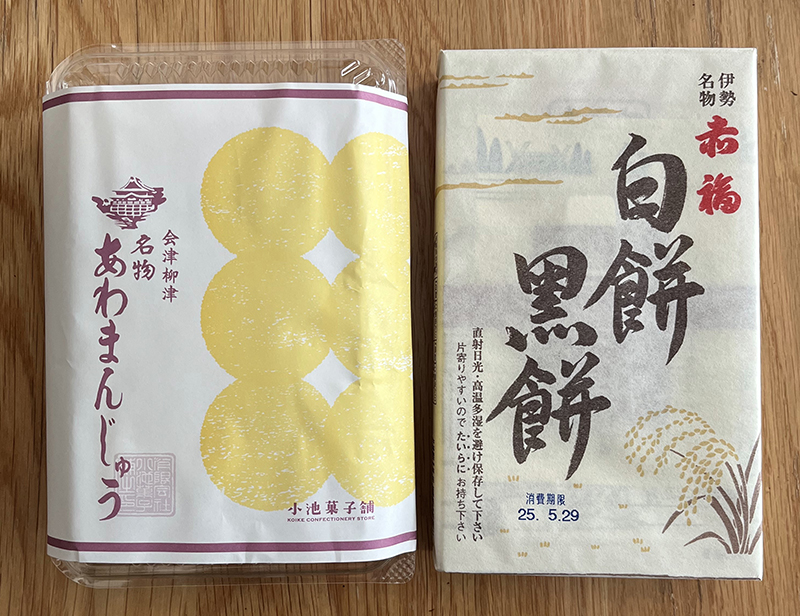 会津柳津
名物
あわまんじゅう
小池菓子舗
KOIKE CONFECTIONERY STORE
伊勢
名物
赤福
白餅
黒餅
直射日光・高温多湿を避け保存して下さい
片寄りやすいので たいらに お持ち下さい
消費期限
25. 5.29